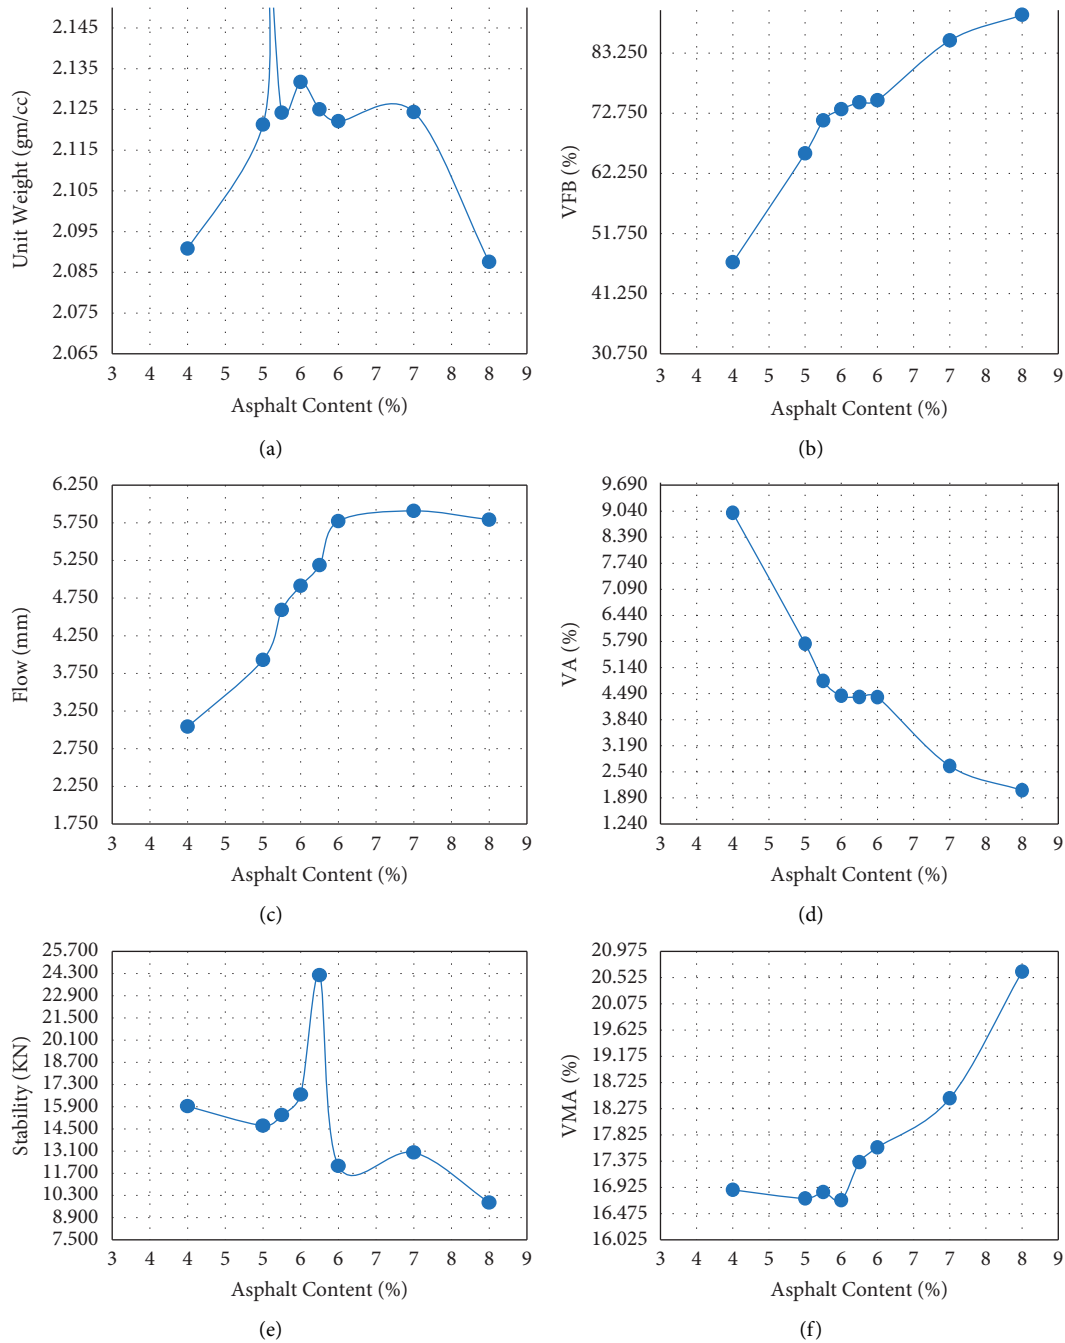 2.145
2.135
2.125
2.115
2.105
2.095
2.085
2.075
2.065
Unit Weight (gm/cc)
3 4 4 5 5 6 6 7 7 8 8 9
Asphalt Content (%)
(a)
83.250
72.750
62.250
51.750
41.250
30.750
VFB (%)
3 4 4 5 5 6 6 7 7 8 8 9
Asphalt Content (%)
(b)
6.250
5.750
5.250
4.750
4.250
3.750
3.250
2.750
2.250
1.750
Flow (mm)
3 4 4 5 5 6 6 7 7 8 8 9
Asphalt Content (%)
(c)
9.690
9.040
8.390
7.740
7.090
6.440
5.790
5.140
4.490
3.840
3.190
2.540
1.890
1.240
VA (%)
3 4 4 5 5 6 6 7 7 8 8 9
Asphalt Content (%)
(d)
25.700
24.300
22.900
21.500
20.100
18.700
17.300
15.900
14.500
13.100
11.700
10.300
8.900
7.500
Stability (KN)
3 4 4 5 5 6 6 7 7 8 8 9
Asphalt Content (%)
(e)
20.975
20.525
20.075
19.625
19.175
18.725
18.275
17.825
17.375
16.925
16.475
16.025
VMA (%)
3 4 4 5 5 6 6 7 7 8 8 9
Asphalt Content (%)
(f)